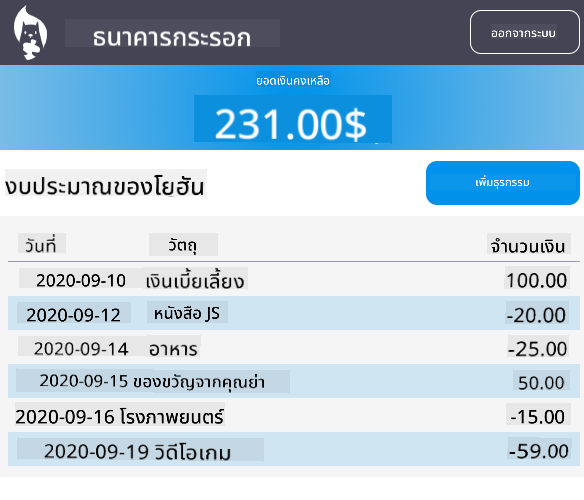 ธนาคารกระรอก
ออกจากระบบ
ยอดเงินคงเหลือ
231.00$
งบประมาณของโยฮัน
เพิ่มธุรกรรม
วันที่ วัตถุ จำนวนเงิน
2020-09-10 เงินเบี้ยเลี้ยง 100.00
2020-09-12 หนังสือ JS -20.00
2020-09-14 อาหาร -25.00
2020-09-15 ของขวัญจากคุณย่า 50.00
2020-09-16 โรงภาพยนตร์ -15.00
2020-09-19 วิดีโอเกม -59.00